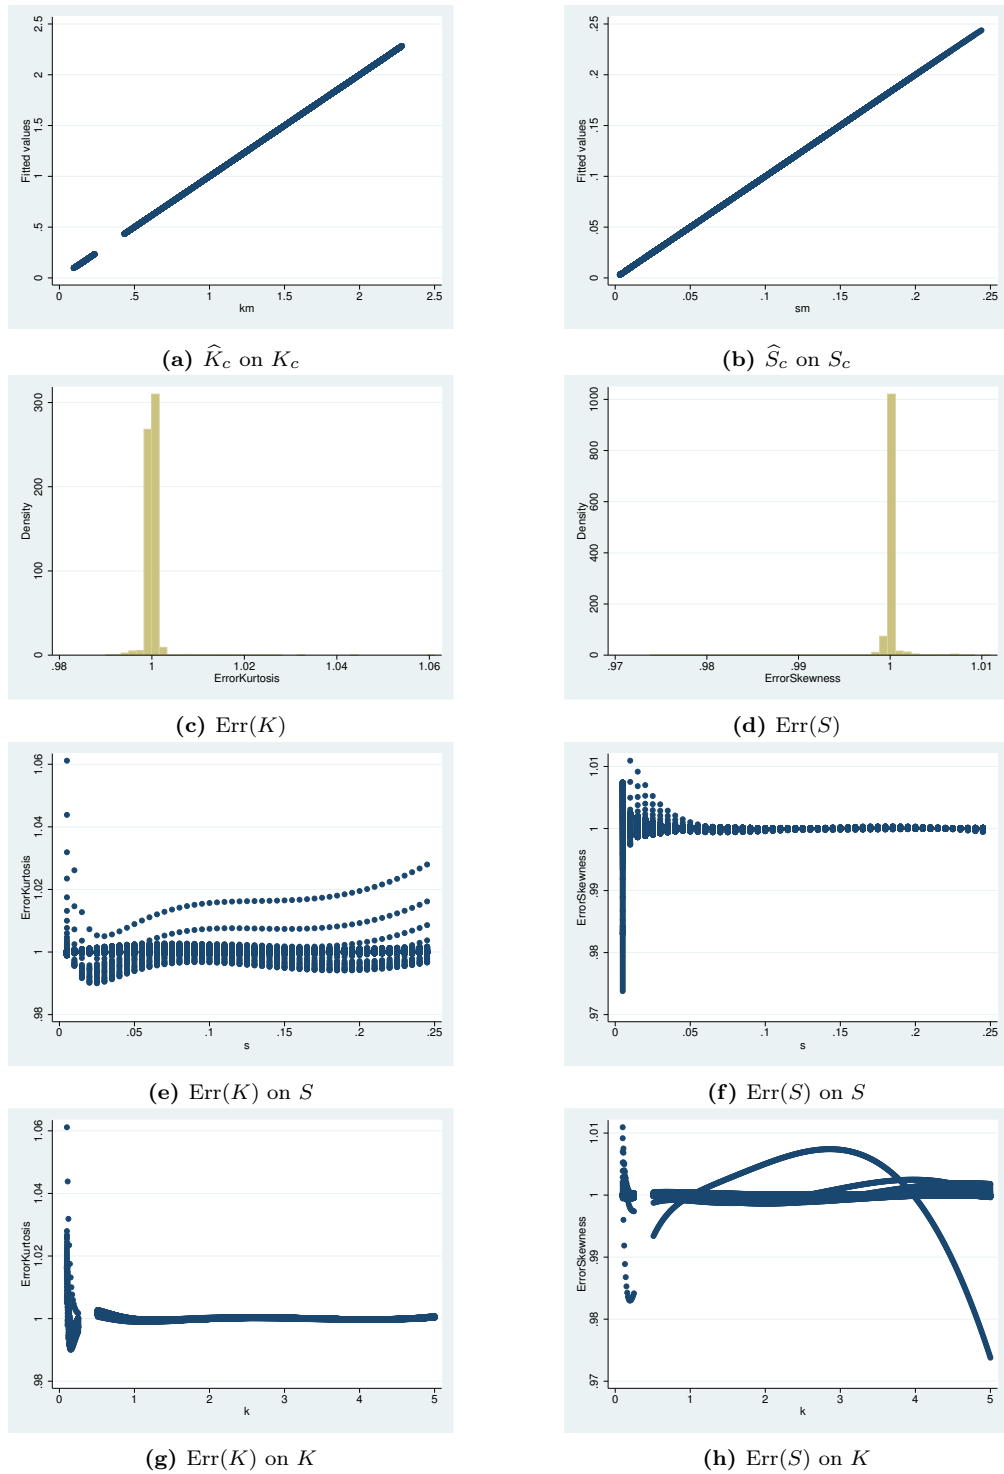 2.5
2
1.5
1
.5
0
Fitted values
0 .5 1 1.5 2 2.5
km
(a) K̂_c on K_c
.25
.2
.15
.1
.05
0
Fitted values
0 .05 .1 .15 .2 .25
sm
(b) Ŝ_c on S_c
300
200
100
0
Density
.98 1 1.02 1.04 1.06
ErrorKurtosis
(c) Err(K)
1000
800
600
400
200
0
Density
.97 .98 .99 1 1.01
ErrorSkewness
(d) Err(S)
1.06
1.04
1.02
1
.98
ErrorKurtosis
0 .05 .1 .15 .2 .25
s
(e) Err(K) on S
1.01
1
.99
.98
.97
ErrorSkewness
0 .05 .1 .15 .2 .25
s
(f) Err(S) on S
1.06
1.04
1.02
1
.98
ErrorKurtosis
0 1 2 3 4 5
k
(g) Err(K) on K
1.01
1
.99
.98
.97
ErrorSkewness
0 1 2 3 4 5
k
(h) Err(S) on K